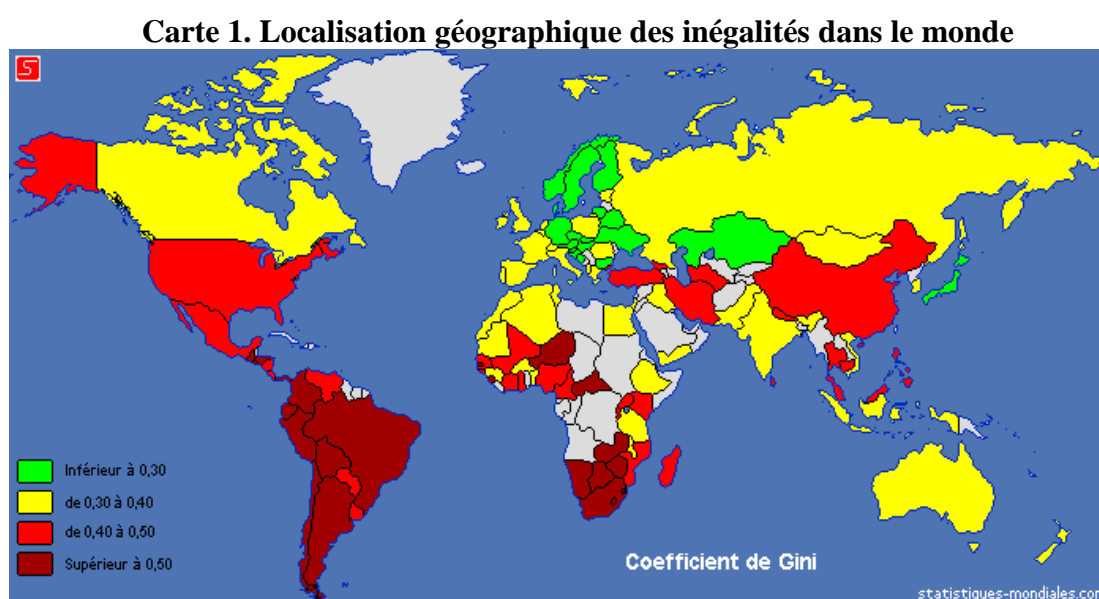 Carte 1. Localisation géographique des inégalités dans le monde
S
Inférieur à 0,30
de 0,30 à 0,40
de 0,40 à 0,50
Supérieur à 0,50
Coefficient de Gini
statistiques-mondiales.com